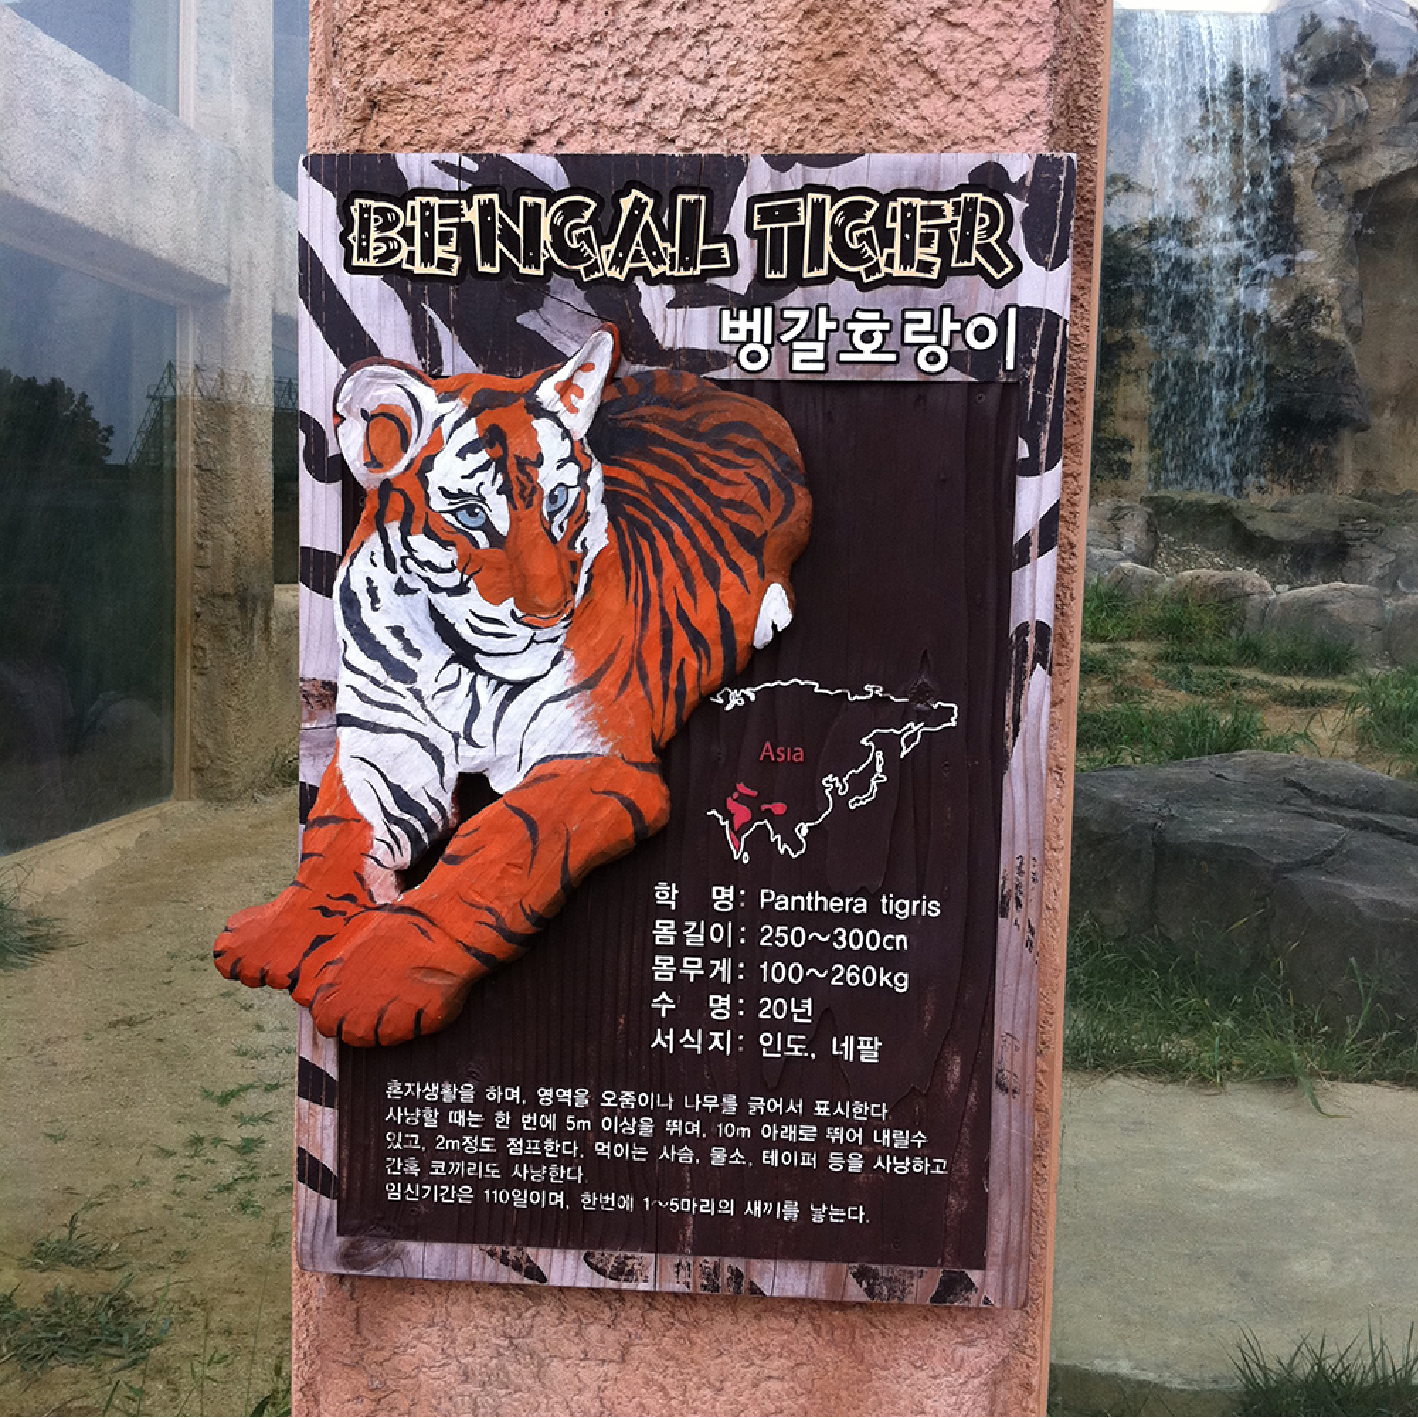 BENGAL TIGER
벵갈호랑이
Asia
학 명: Panthera tigris
몸길이: 250~300㎝
몸무게: 100~260kg
수 명: 20년
서식지: 인도, 네팔
혼자생활을 하며, 영역을 오줌이나 나무를 긁어서 표시한다.
사냥할 때는 한 번에 5m 이상을 뛰며, 10m 아래로 뛰어 내릴수
있고, 2m정도 점프한다. 먹이는 사슴, 물소, 테이퍼 등을 사냥하고
간혹 코끼리도 사냥한다.
임신기간은 110일이며, 한번에 1~5마리의 새끼를 낳는다.